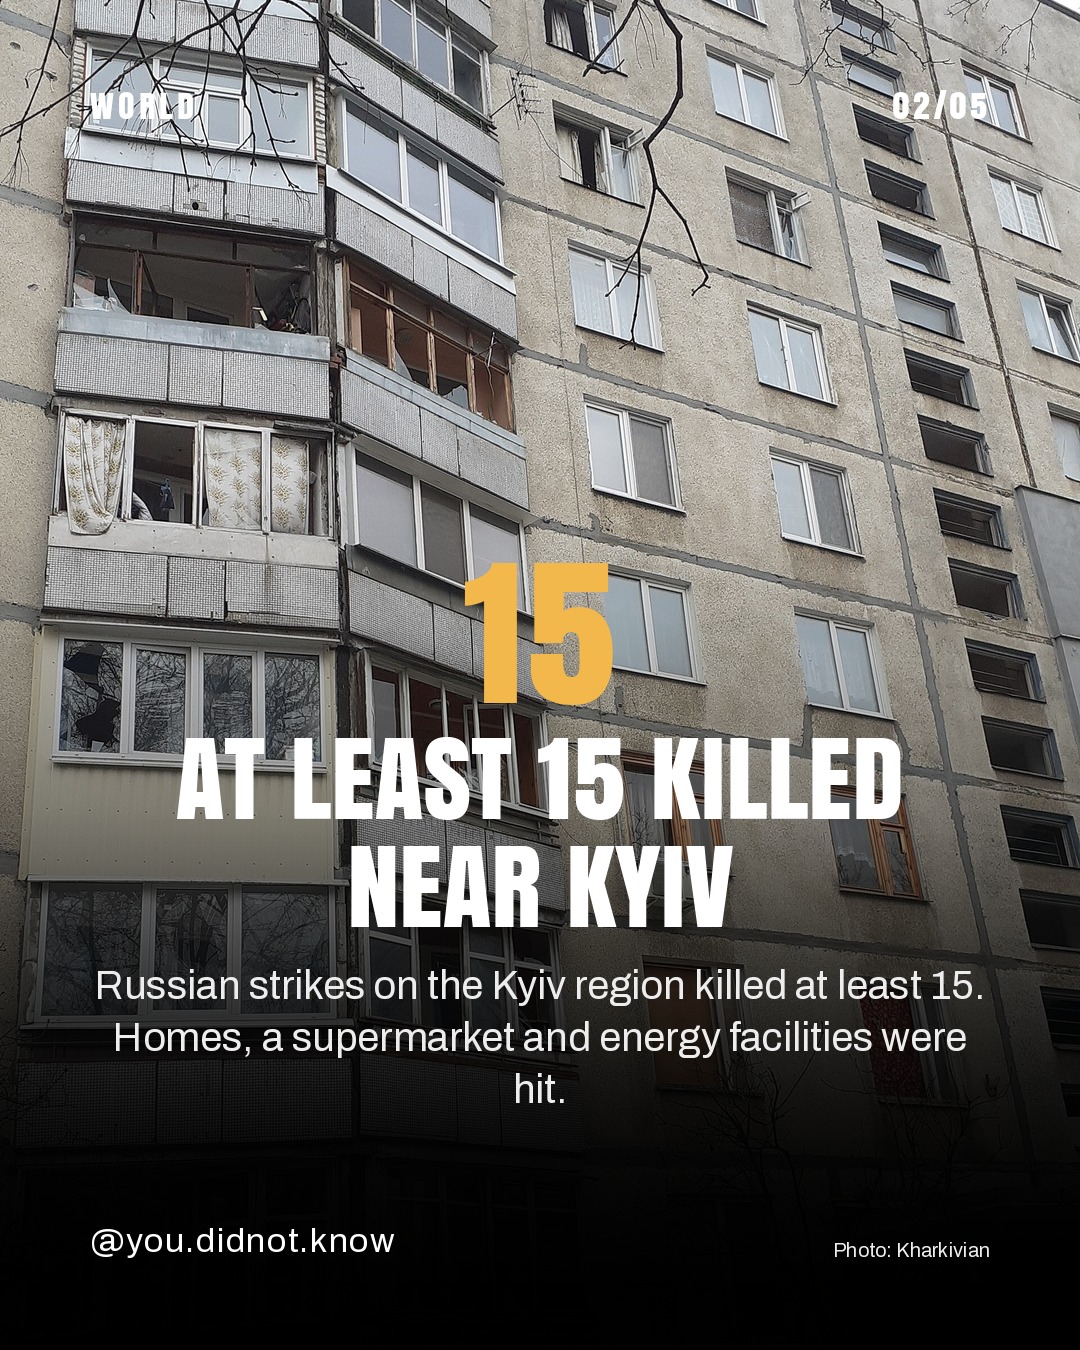 WORLD
02/05
15
AT LEAST 15 KILLED
NEAR KYIV
Russian strikes on the Kyiv region killed at least 15.
Homes, a supermarket and energy facilities were
hit.
@you.didnot.know
Photo: Kharkivian